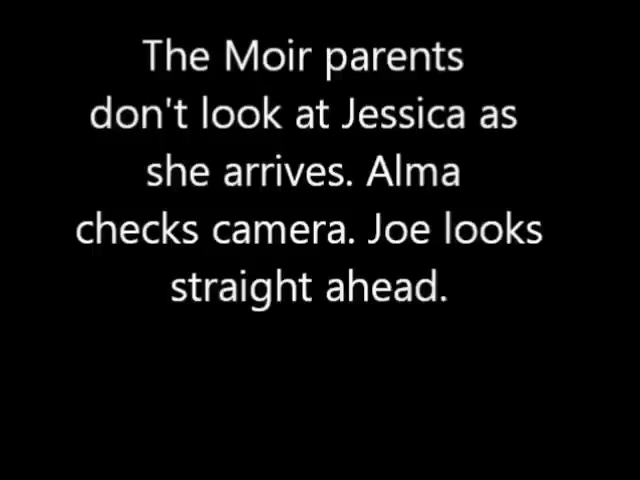 The Moir parents
don't look at Jessica as
she arrives. Alma
checks camera. Joe looks
straight ahead.